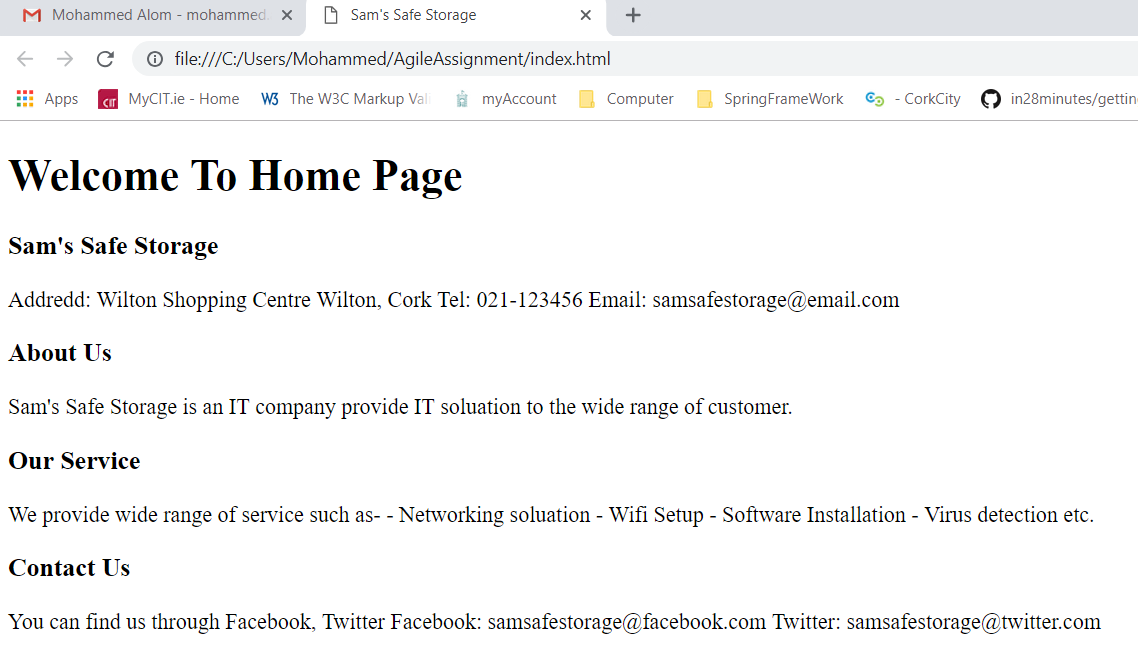 Mohammed Alom - mohammed. Sam's Safe Storage
file:///C:/Users/Mohammed/AgileAssignment/index.html
Apps CIT MyCIT.ie - Home W3 The W3C Markup Vali myAccount Computer SpringFrameWork - CorkCity in28minutes/gettin
Welcome To Home Page
Sam's Safe Storage
Addredd: Wilton Shopping Centre Wilton, Cork Tel: 021-123456 Email: samsafestorage@email.com
About Us
Sam's Safe Storage is an IT company provide IT soluation to the wide range of customer.
Our Service
We provide wide range of service such as- - Networking soluation - Wifi Setup - Software Installation - Virus detection etc.
Contact Us
You can find us through Facebook, Twitter Facebook: samsafestorage@facebook.com Twitter: samsafestorage@twitter.com